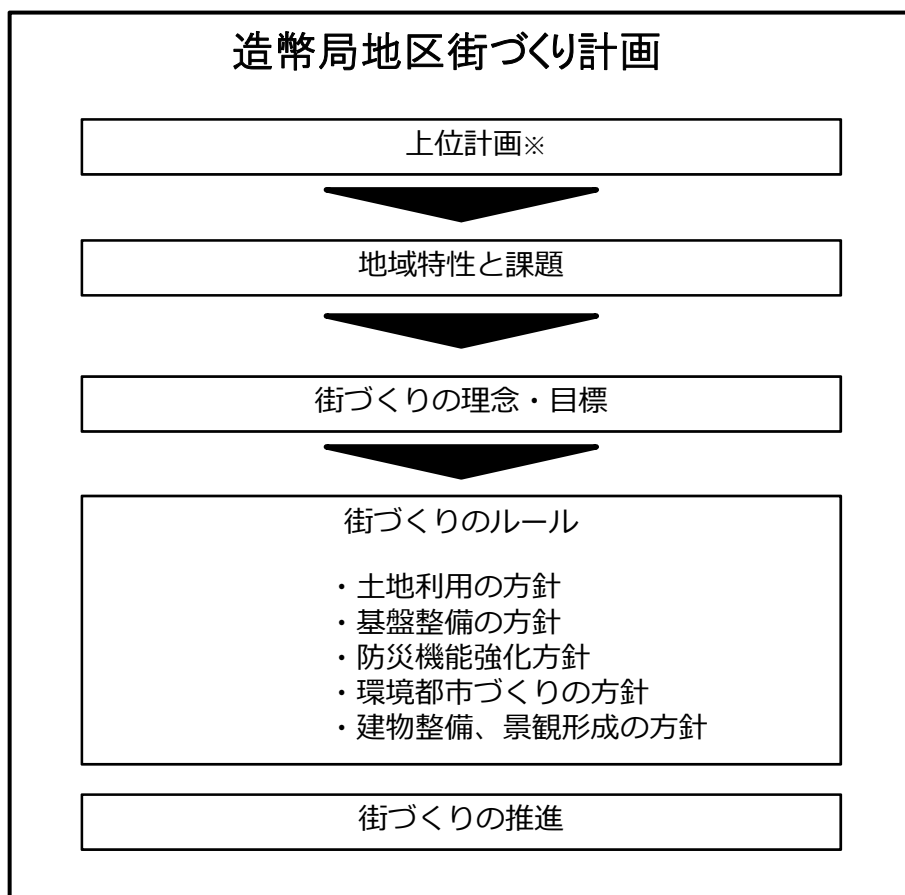 造幣局地区街づくり計画
上位計画※
地域特性と課題
街づくりの理念・目標
街づくりのルール
・土地利用の方針
・基盤整備の方針
・防災機能強化方針
・環境都市づくりの方針
・建物整備、景観形成の方針
街づくりの推進